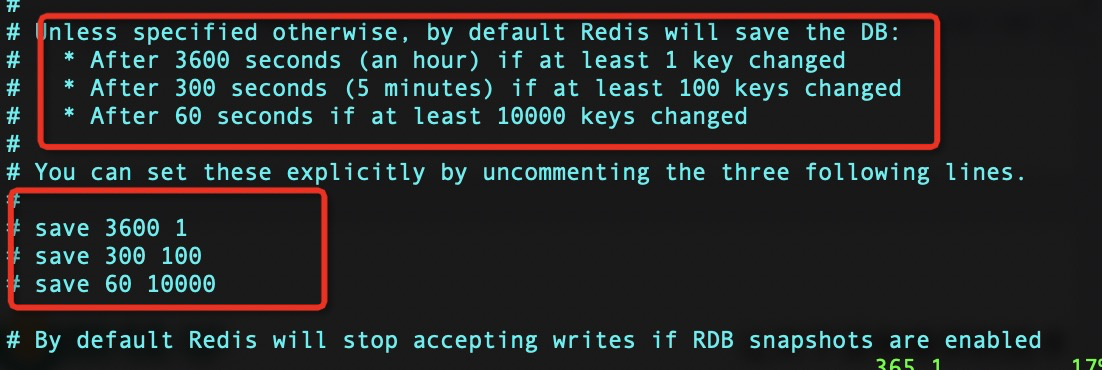 #
# Unless specified otherwise, by default Redis will save the DB:
#   * After 3600 seconds (an hour) if at least 1 key changed
#   * After 300 seconds (5 minutes) if at least 100 keys changed
#   * After 60 seconds if at least 10000 keys changed
#
# You can set these explicitly by uncommenting the three following lines.
#
# save 3600 1
# save 300 100
# save 60 10000
# By default Redis will stop accepting writes if RDB snapshots are enabled
365,1 17%